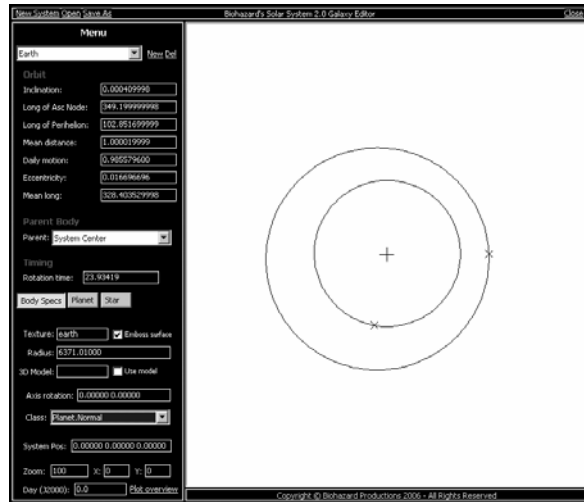 New System Open Save As Biohazard's Solar System 2.0 Galaxy Editor Close
Menu
Earth New Del
Orbit
Inclination: 0.000409998
Long of Asc Node: 349.199999998
Long of Perihelion: 102.851699999
Mean distance: 1.000019999
Daily motion: 0.985579600
Eccentricity: 0.016696696
Mean long: 328.403529998
Parent Body
Parent: System Center
Timing
Rotation time: 23.93419
Body Specs Planet Star
Texture: earth Emboss surface
Radius: 6371.01000
3D Model: Use model
Axis rotation: 0.00000 0.00000
Class: Planet.Normal
System Pos: 0.00000 0.00000 0.00000
Zoom: 100 X: 0 Y: 0
Day (J2000): 0.0 Plot overview
Copyright © Biohazard Productions 2006 - All Rights Reserved